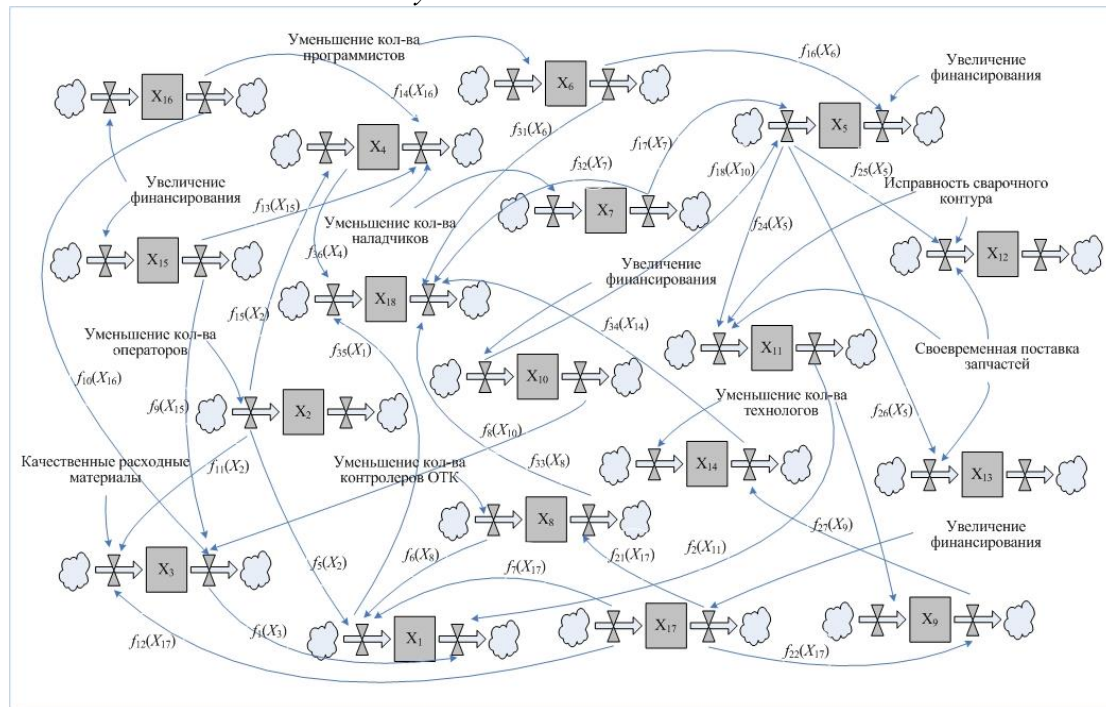 у
Уменьшение кол-ва
программистов
f16(X6)
Увеличение
финансирования
X16
X6
X5
f14(X16)
f31(X6)
f17(X7)
X4
f32(X7)
f18(X10)
f25(X5)
Увеличение
финансирования
f13(X15)
Исправность сварочного
контура
Уменьшение кол-ва
наладчиков
X7
f24(X5)
X12
X15
f36(X4)
Увеличение
финансирования
X18
f34(X14)
f15(X2)
f35(X1)
Уменьшение кол-ва
операторов
X11
Своевременная поставка
запчастей
f10(X16)
f9(X15)
X10
Уменьшение кол-ва
технологов
X2
f26(X5)
f8(X10)
f11(X2)
f33(X8)
Качественные расходные
материалы
Уменьшение кол-ва
контролеров ОТК
X14
X13
X8
f27(X9)
Увеличение
финансирования
f5(X2)
f6(X8)
f21(X17)
f2(X11)
X3
f7(X17)
X9
f12(X17)
f1(X3)
X1
X17
f22(X17)